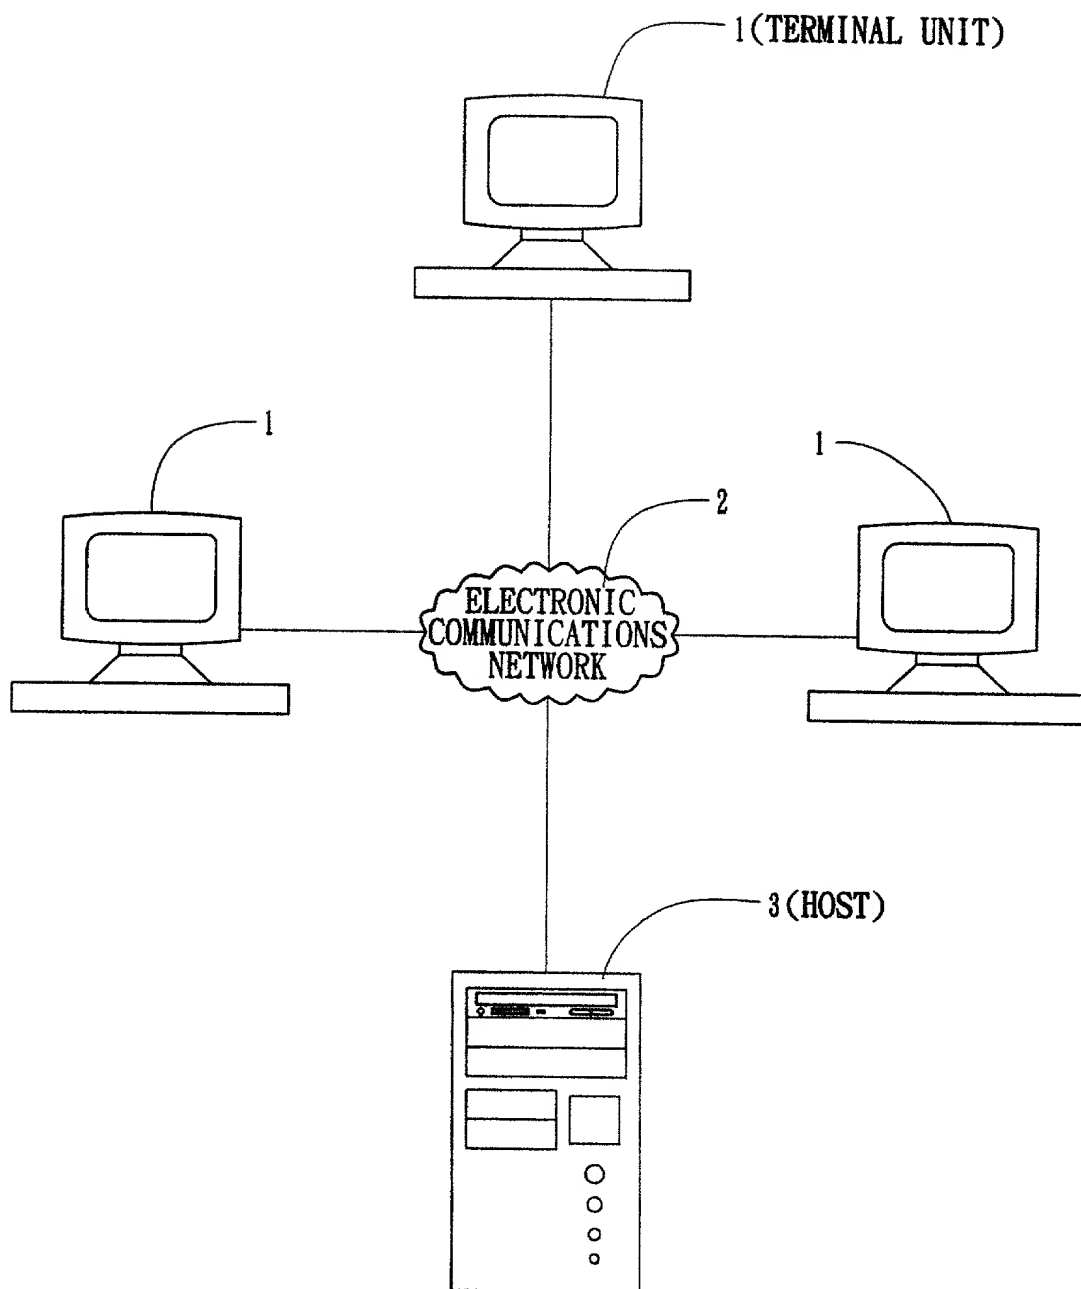 1(TERMINAL UNIT)
1
1
2
ELECTRONIC
COMMUNICATIONS
NETWORK
3(HOST)